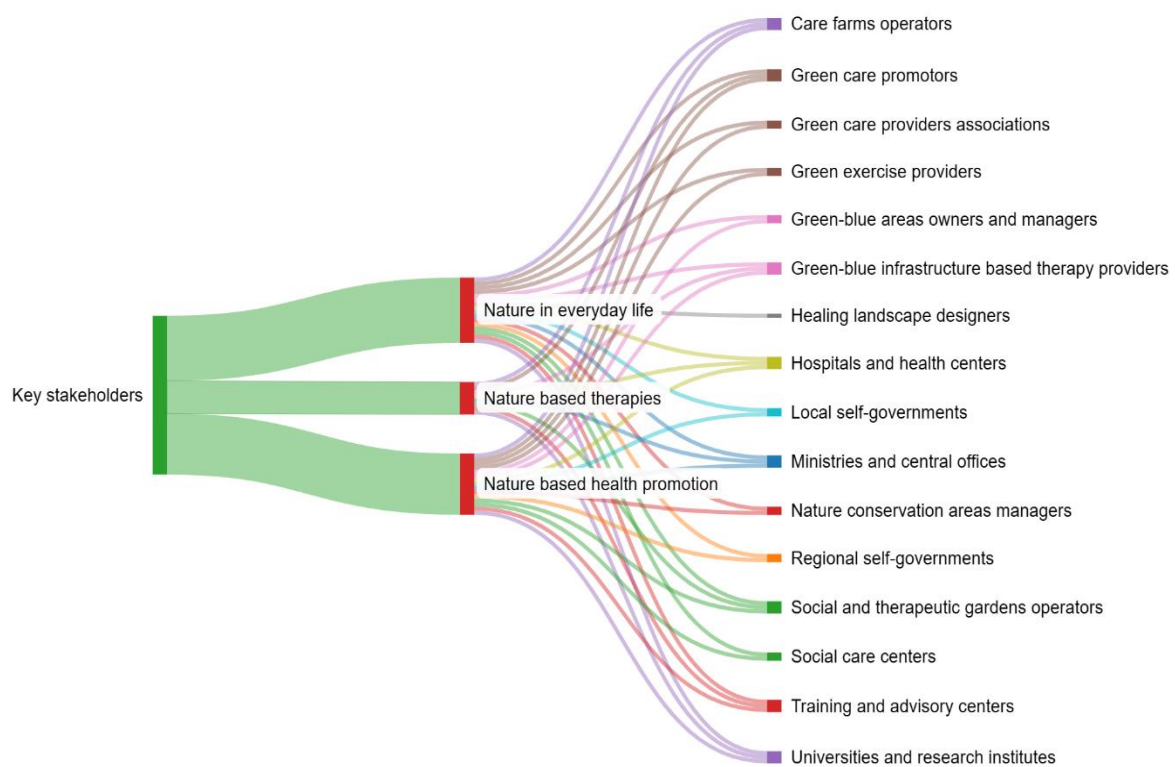 Key stakeholders
Nature in everyday life
Nature based therapies
Nature based health promotion
Care farms operators
Green care promotors
Green care providers associations
Green exercise providers
Green-blue areas owners and managers
Green-blue infrastructure based therapy providers
Healing landscape designers
Hospitals and health centers
Local self-governments
Ministries and central offices
Nature conservation areas managers
Regional self-governments
Social and therapeutic gardens operators
Social care centers
Training and advisory centers
Universities and research institutes